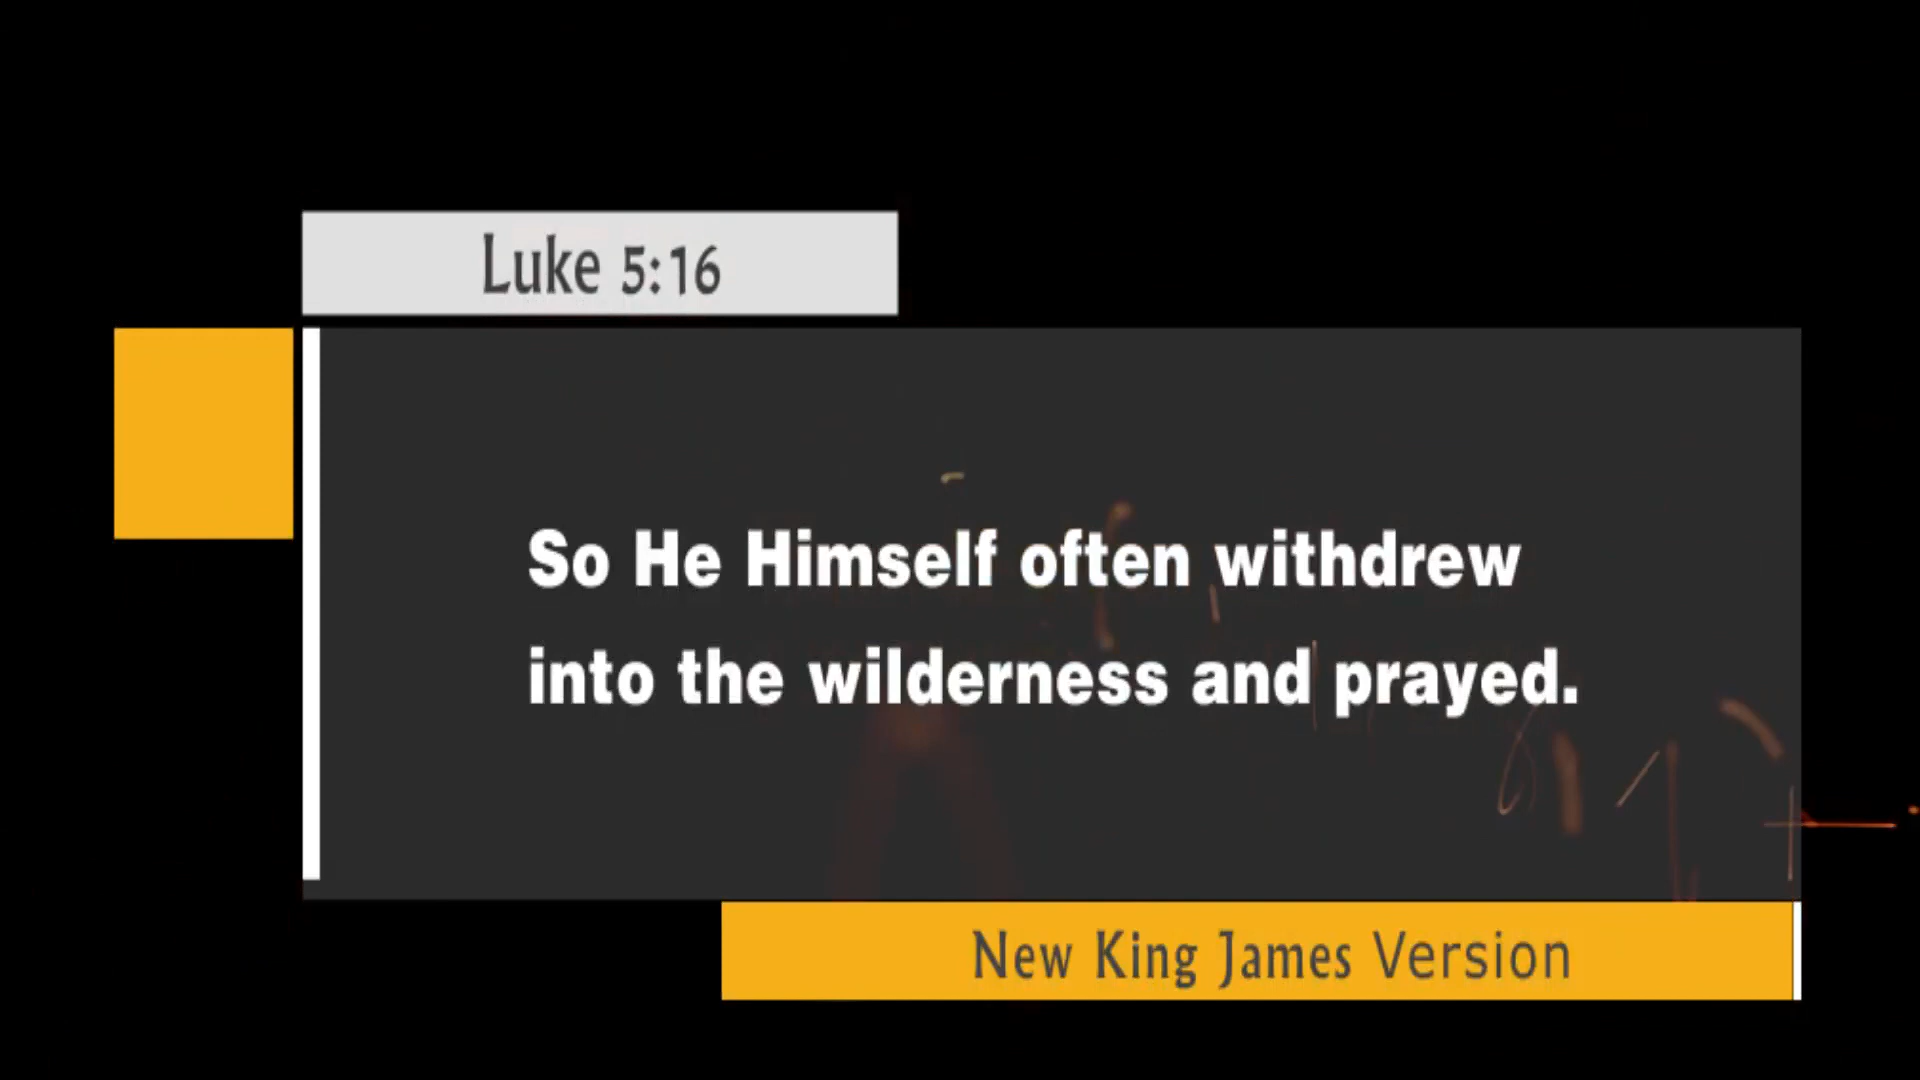 Luke 5:16
So He Himself often withdrew
into the wilderness and prayed.
New King James Version